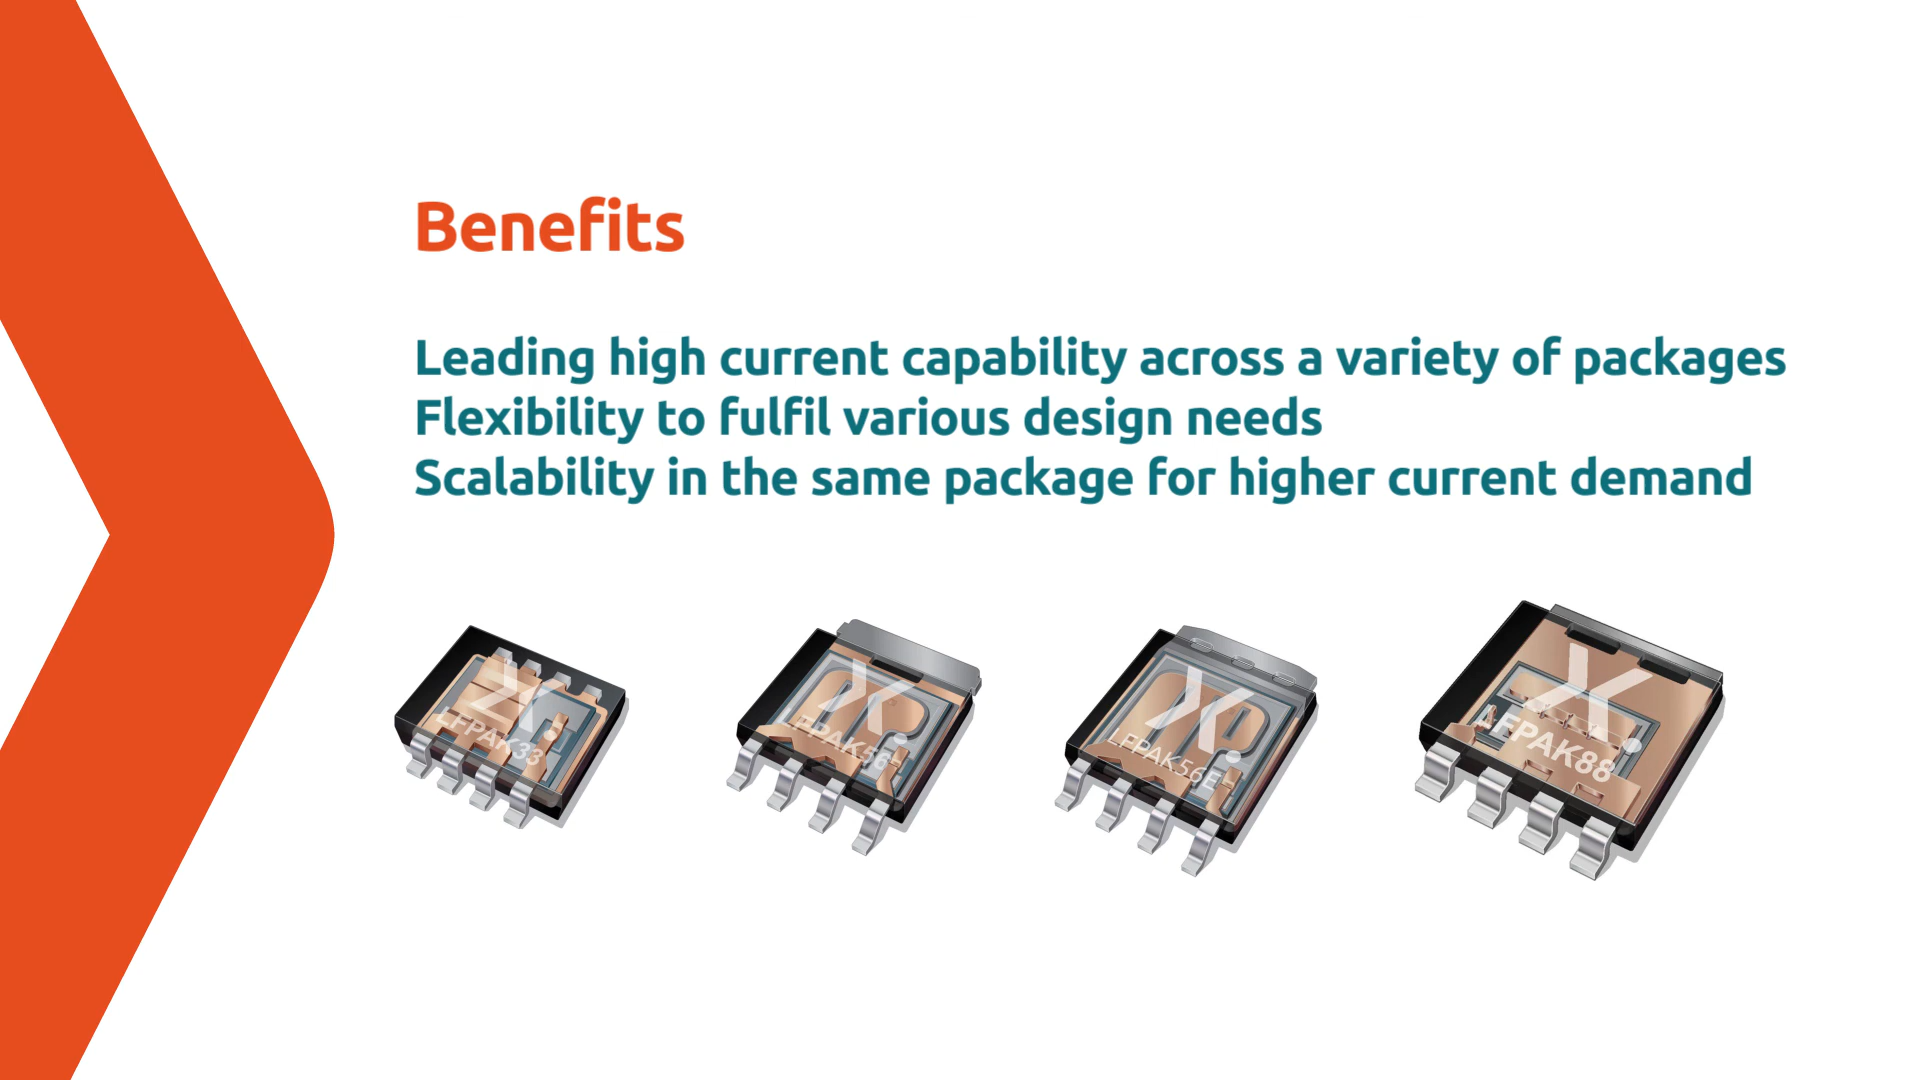 Benefits
Leading high current capability across a variety of packages
Flexibility to fulfil various design needs
Scalability in the same package for higher current demand
LFPAK33
LFPAK56
LFPAK56E
LFPAK88